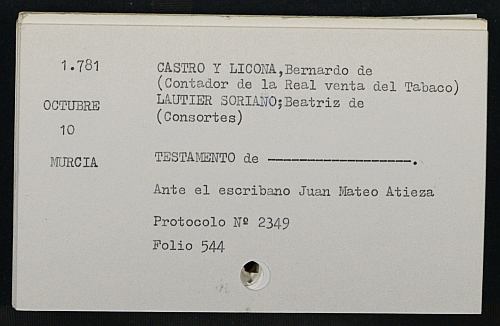 1.781
OCTUBRE
10
MURCIA
CASTRO Y LICONA,Bernardo de
(Contador de la Real venta del Tabaco)
LAUTIER SORIANO;Beatriz de
(Consortes)
TESTAMENTO de -------------------.
Ante el escribano Juan Mateo Atieza
Protocolo Nº 2349
Folio 544